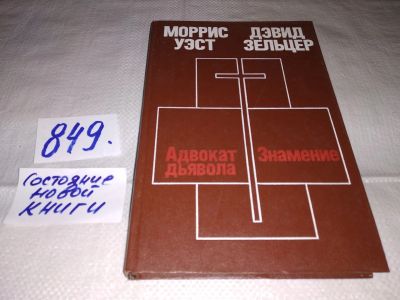 МОРРИС ДЭВИД
УЭСТ ЗЕЛЬЦЕР
Адвокат Знамение
дьявола
849.
Состояние
новой
книги